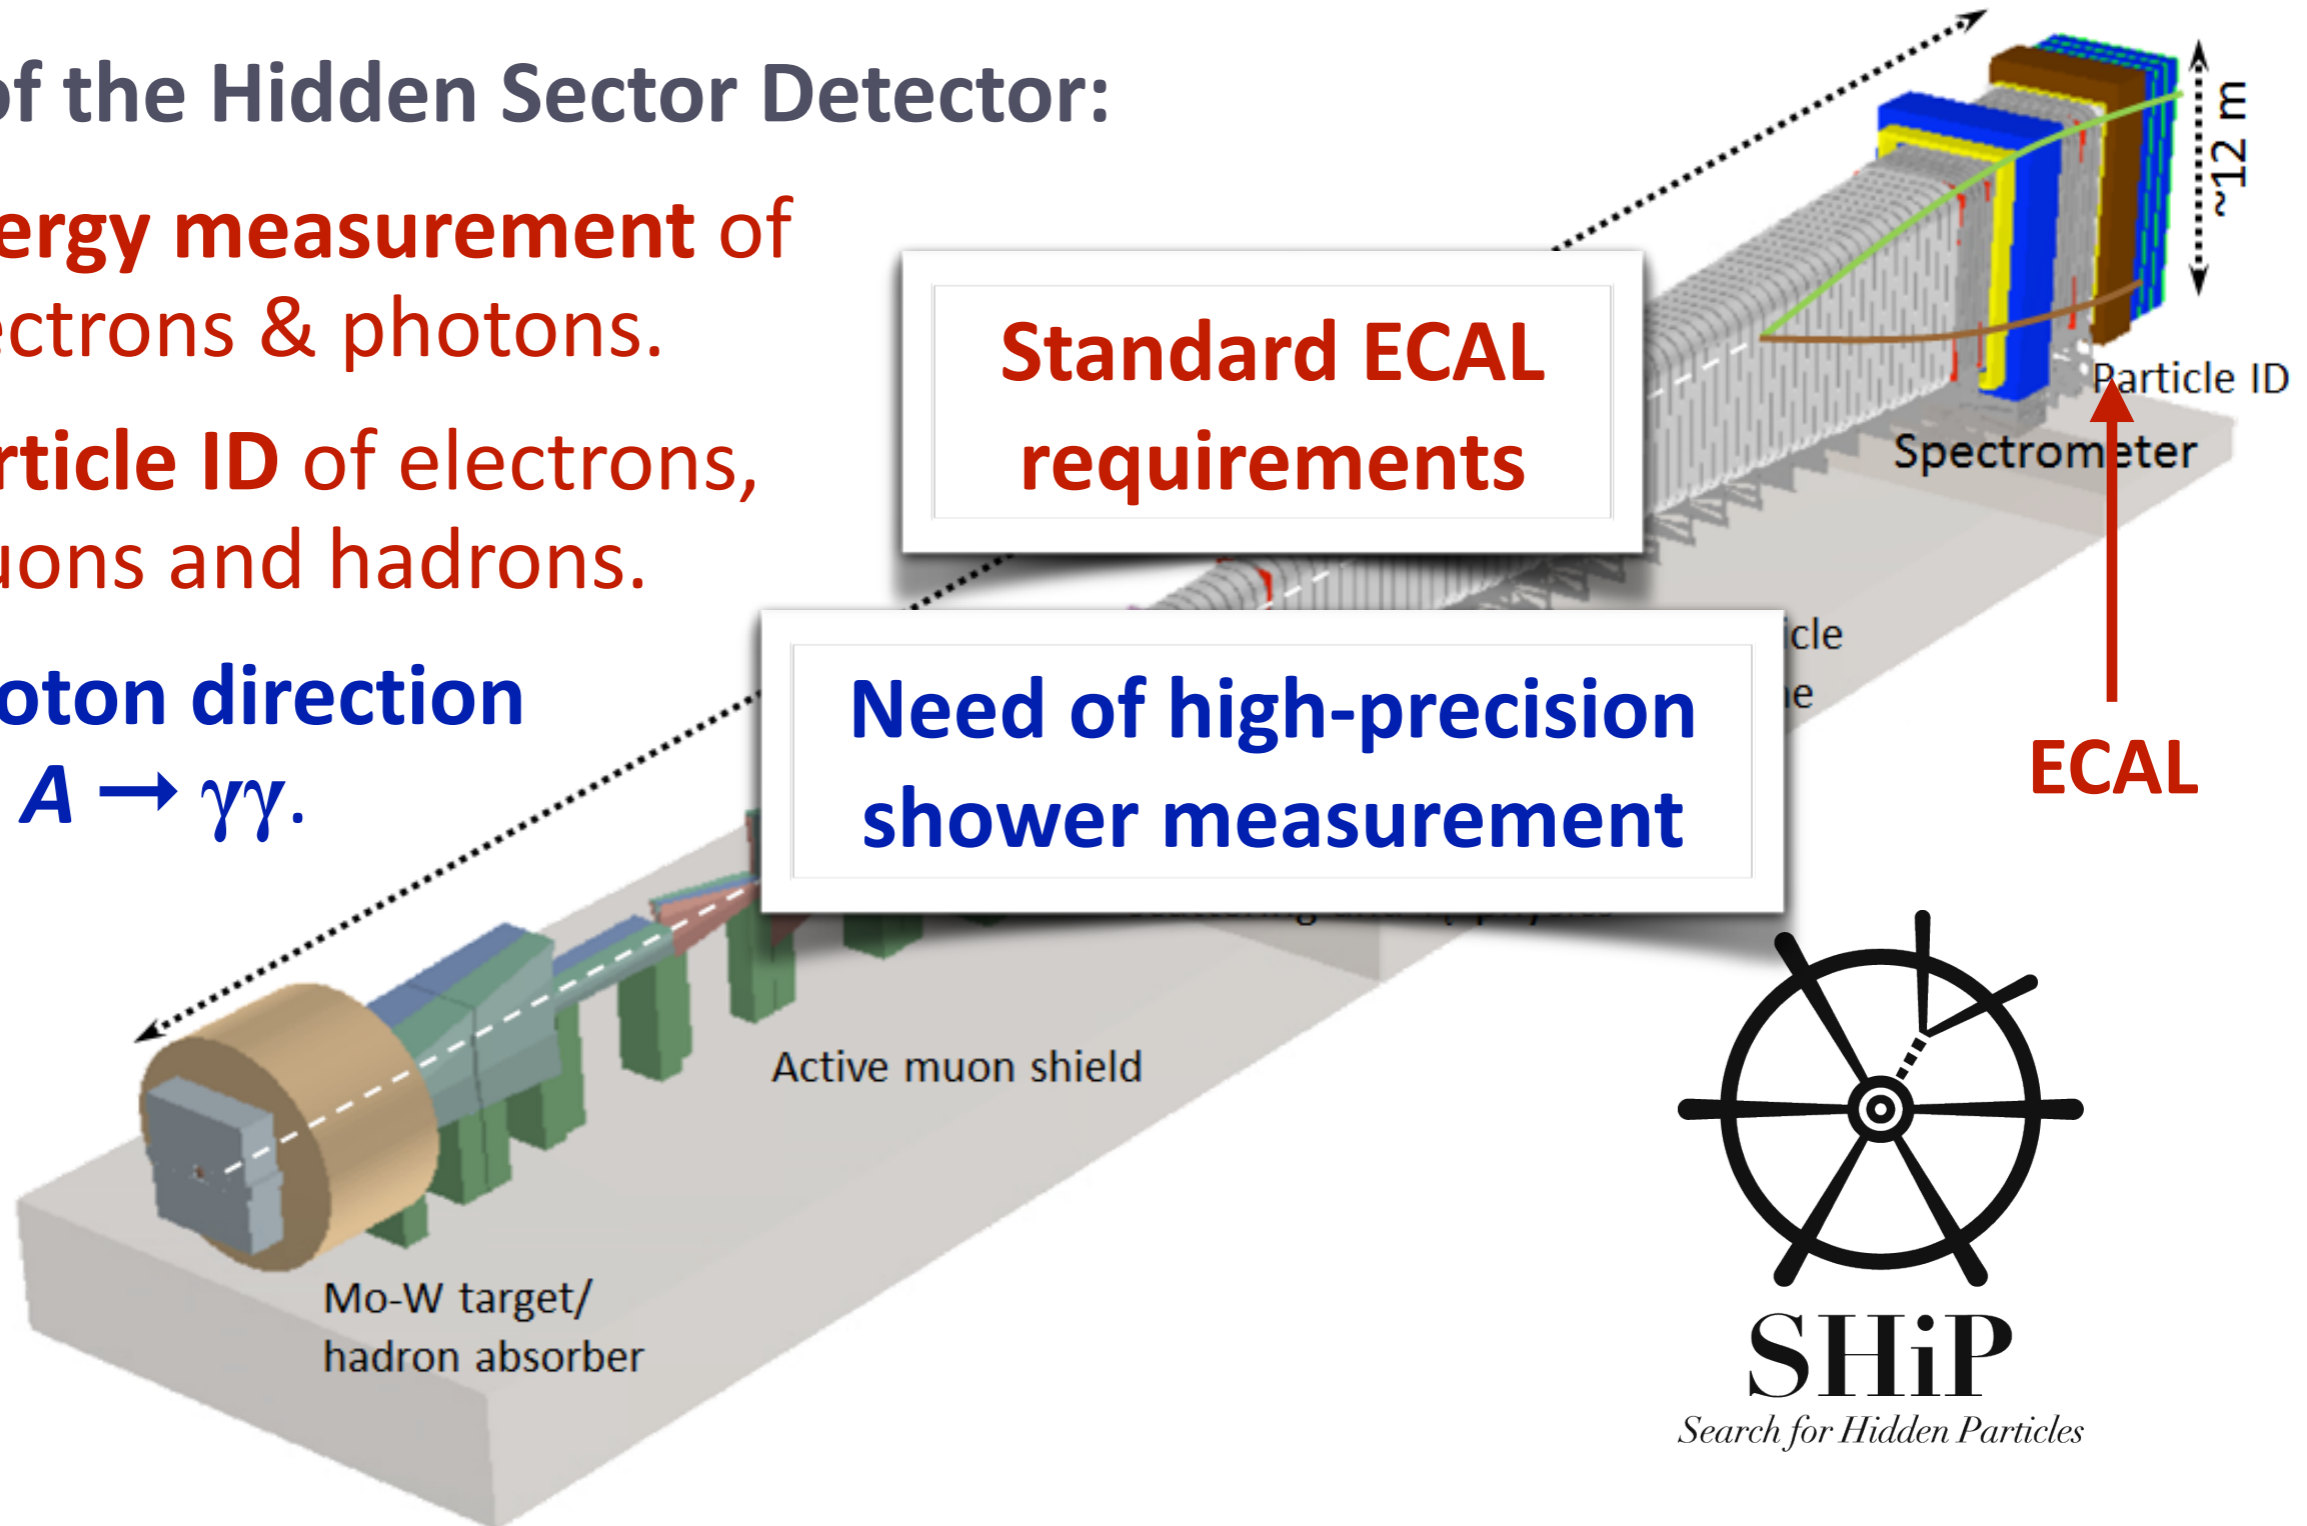 of the Hidden Sector Detector:
ergy measurement of
ectrons & photons.
rticle ID of electrons,
uons and hadrons.
oton direction
A → γγ.
Standard ECAL
requirements
Need of high-precision
shower measurement
~12 m
Particle ID
Spectrometer
icle
ECAL
Active muon shield
Mo-W target/
hadron absorber
SHiP
Search for Hidden Particles